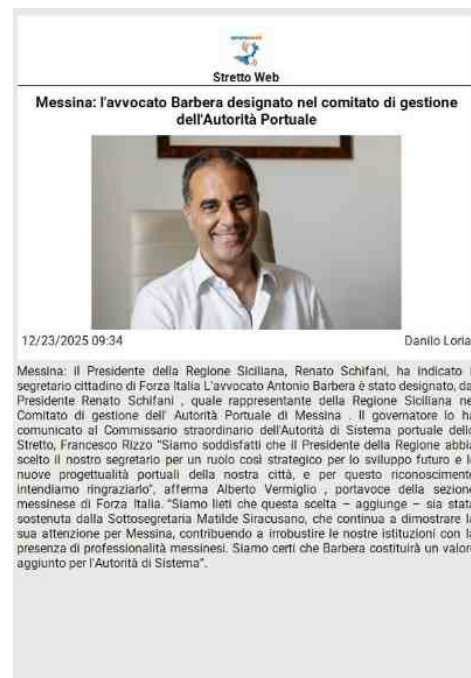 Stretto Web
Messina: l'avvocato Barbera designato nel comitato di gestione
dell'Autorità Portuale
12/23/2025 09:34
Danilo Loria
Messina: il Presidente della Regione Siciliana, Renato Schifani, ha indicato
segretario cittadino di Forza Italia L'avvocato Antonio Barbera è stato designato, da
Presidente Renato Schifani , quale rappresentante della Regione Siciliana ne
Comitato di gestione dell' Autorità Portuale di Messina . Il governatore lo ha
comunicato al Commissario straordinario dell'Autorità di Sistema portuale dello
Stretto, Francesco Rizzo "Siamo soddisfatti che il Presidente della Regione abbia
scelto il nostro segretario per un ruolo così strategico per lo sviluppo futuro e le
nuove progettualità portuali della nostra città, e per questo riconosciment
intendiamo ringraziarlo", afferma Alberto Vermiglio , portavoce della sezione
messinese di Forza Italia. "Siamo lieti che questa scelta – aggiunge – sia stata
sostenuta dalla Sottosegretaria Matilde Siracusano, che continua a dimostrare la
sua attenzione per Messina, contribuendo a irrobustire le nostre istituzioni con la
presenza di professionalità messinesi. Siamo certi che Barbera costituirà un valore
aggiunto per l'Autorità di Sistema".